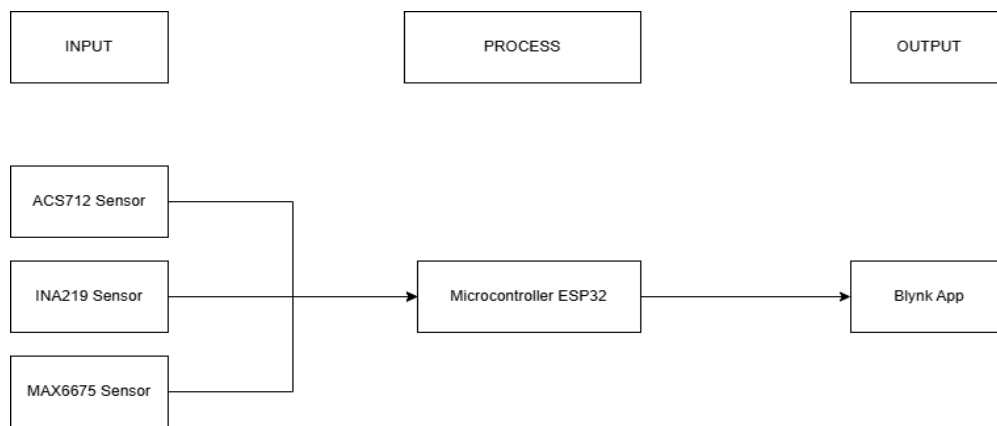 INPUT
PROCESS
OUTPUT
ACS712 Sensor
INA219 Sensor
Microcontroller ESP32
Blynk App
MAX6675 Sensor